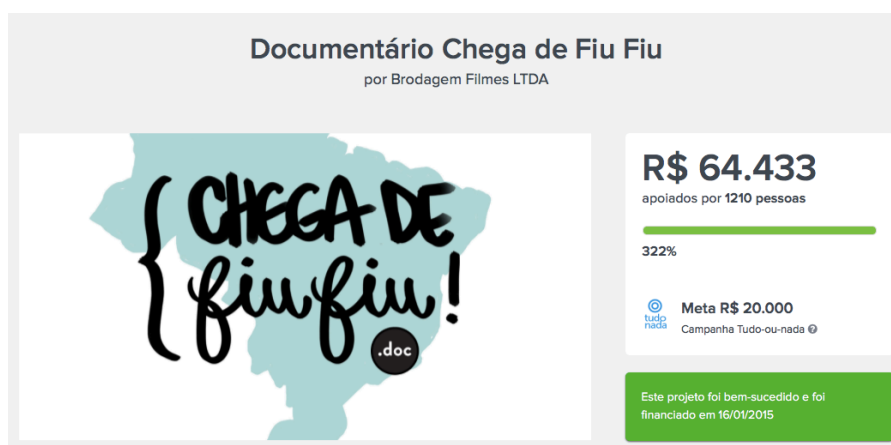 Documentário Chega de Fiu Fiu
por Brodagem Filmes LTDA
{ CHEGA DE
fiu fiu!
.doc
R$ 64.433
apoiados por 1210 pessoas
322%
tudo
nada
Meta R$ 20.000
Campanha Tudo-ou-nada
Este projeto foi bem-sucedido e foi
financiado em 16/01/2015